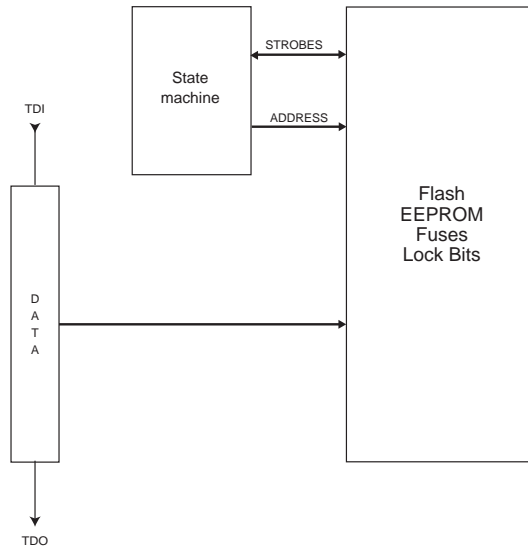 STROBES
State
machine
ADDRESS
TDI
Flash
EEPROM
Fuses
Lock Bits
D
A
T
A
TDO